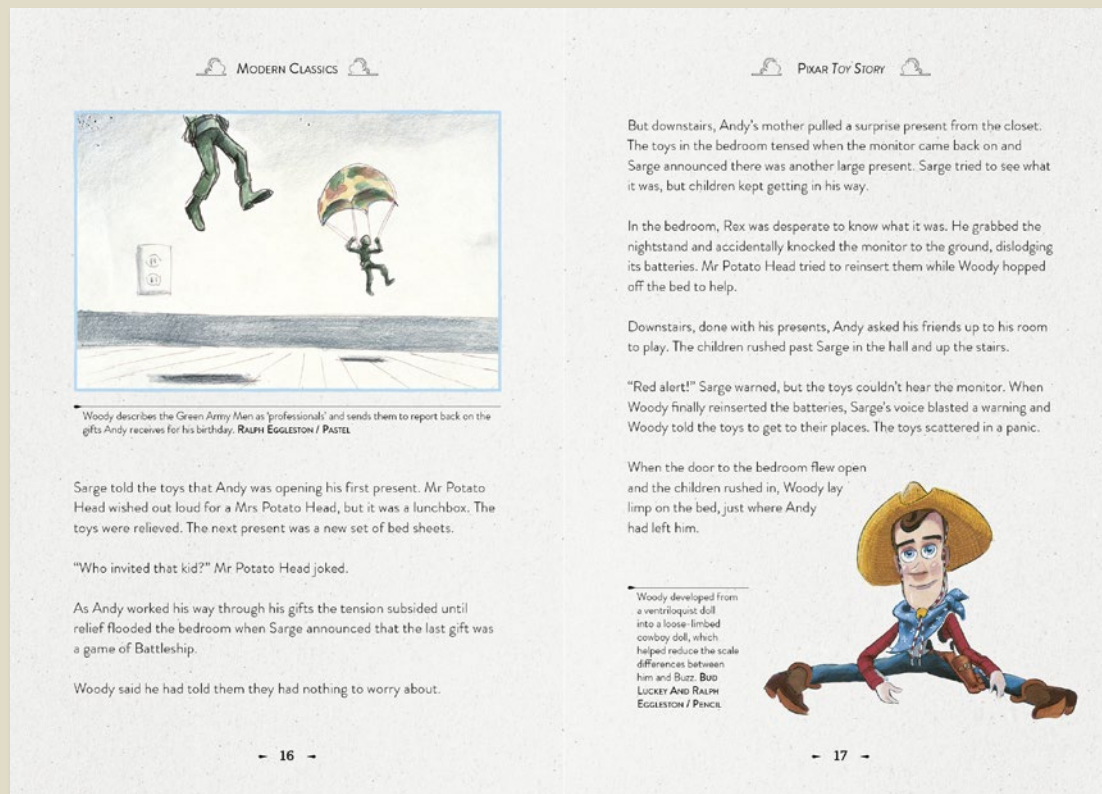 MODERN CLASSICS
Woody describes the Green Army Men as 'professionals' and sends them to report back on the
gifts Andy receives for his birthday. RALPH EGGLESTON / PASTEL
Sarge told the toys that Andy was opening his first present. Mr Potato
Head wished out loud for a Mrs Potato Head, but it was a lunchbox. The
toys were relieved. The next present was a new set of bed sheets.
"Who invited that kid?" Mr Potato Head joked.
As Andy worked his way through his gifts the tension subsided until
relief flooded the bedroom when Sarge announced that the last gift was
a game of Battleship.
Woody said he had told them they had nothing to worry about.
16
PIXAR TOY STORY
But downstairs, Andy's mother pulled a surprise present from the closet.
The toys in the bedroom tensed when the monitor came back on and
Sarge announced there was another large present. Sarge tried to see what
it was, but children kept getting in his way.
In the bedroom, Rex was desperate to know what it was. He grabbed the
nightstand and accidentally knocked the monitor to the ground, dislodging
its batteries. Mr Potato Head tried to reinsert them while Woody hopped
off the bed to help.
Downstairs, done with his presents, Andy asked his friends up to his room
to play. The children rushed past Sarge in the hall and up the stairs.
"Red alert!" Sarge warned, but the toys couldn't hear the monitor. When
Woody finally reinserted the batteries, Sarge's voice blasted a warning and
Woody told the toys to get to their places. The toys scattered in a panic.
When the door to the bedroom flew open
and the children rushed in, Woody lay
limp on the bed, just where Andy
had left him.
Woody developed from
a ventriloquist doll
into a loose-limbed
cowboy doll, which
helped reduce the scale
differences between
him and Buzz. BUD
LUCKEY AND RALPH
EGGLESTON / PENCIL
17